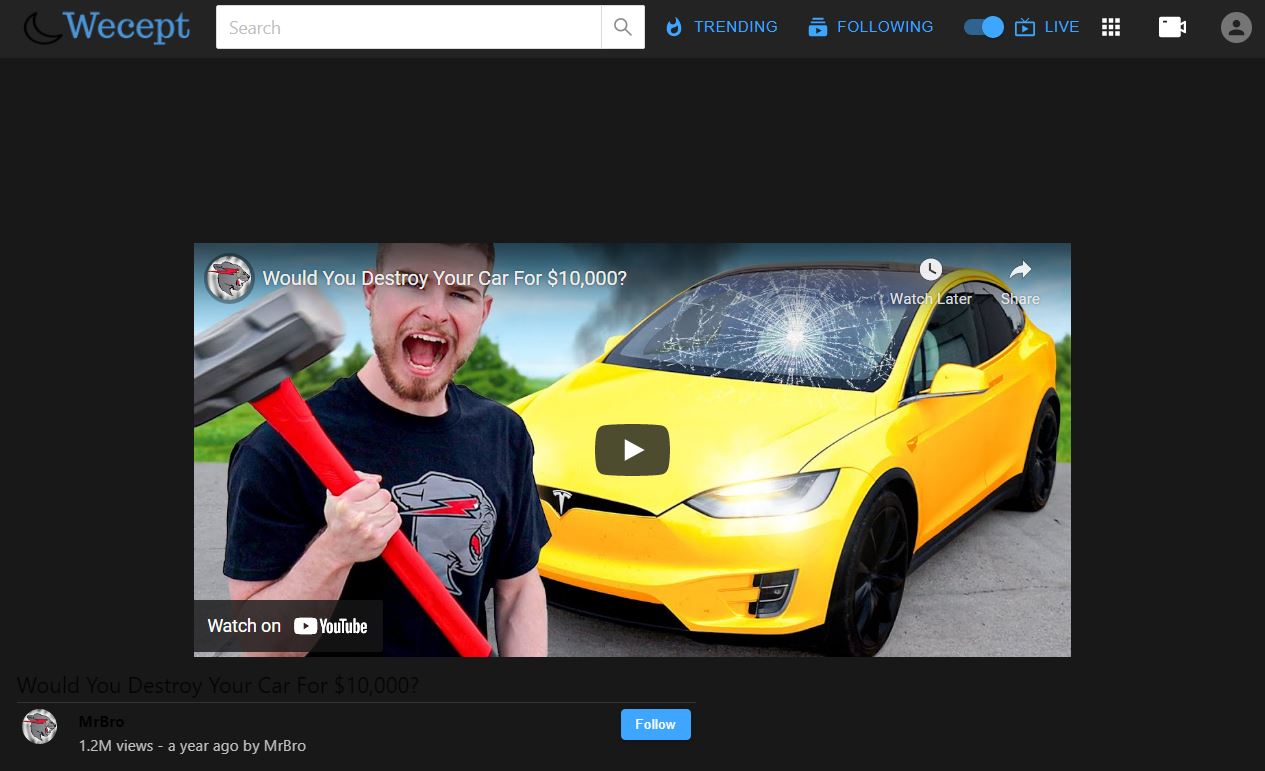 Wecept
Search
TRENDING
FOLLOWING
LIVE
Would You Destroy Your Car For $10,000?
Watch Later
Share
Watch on YouTube
Would You Destroy Your Car For $10,000?
MrBro
Follow
1.2M views - a year ago by MrBro